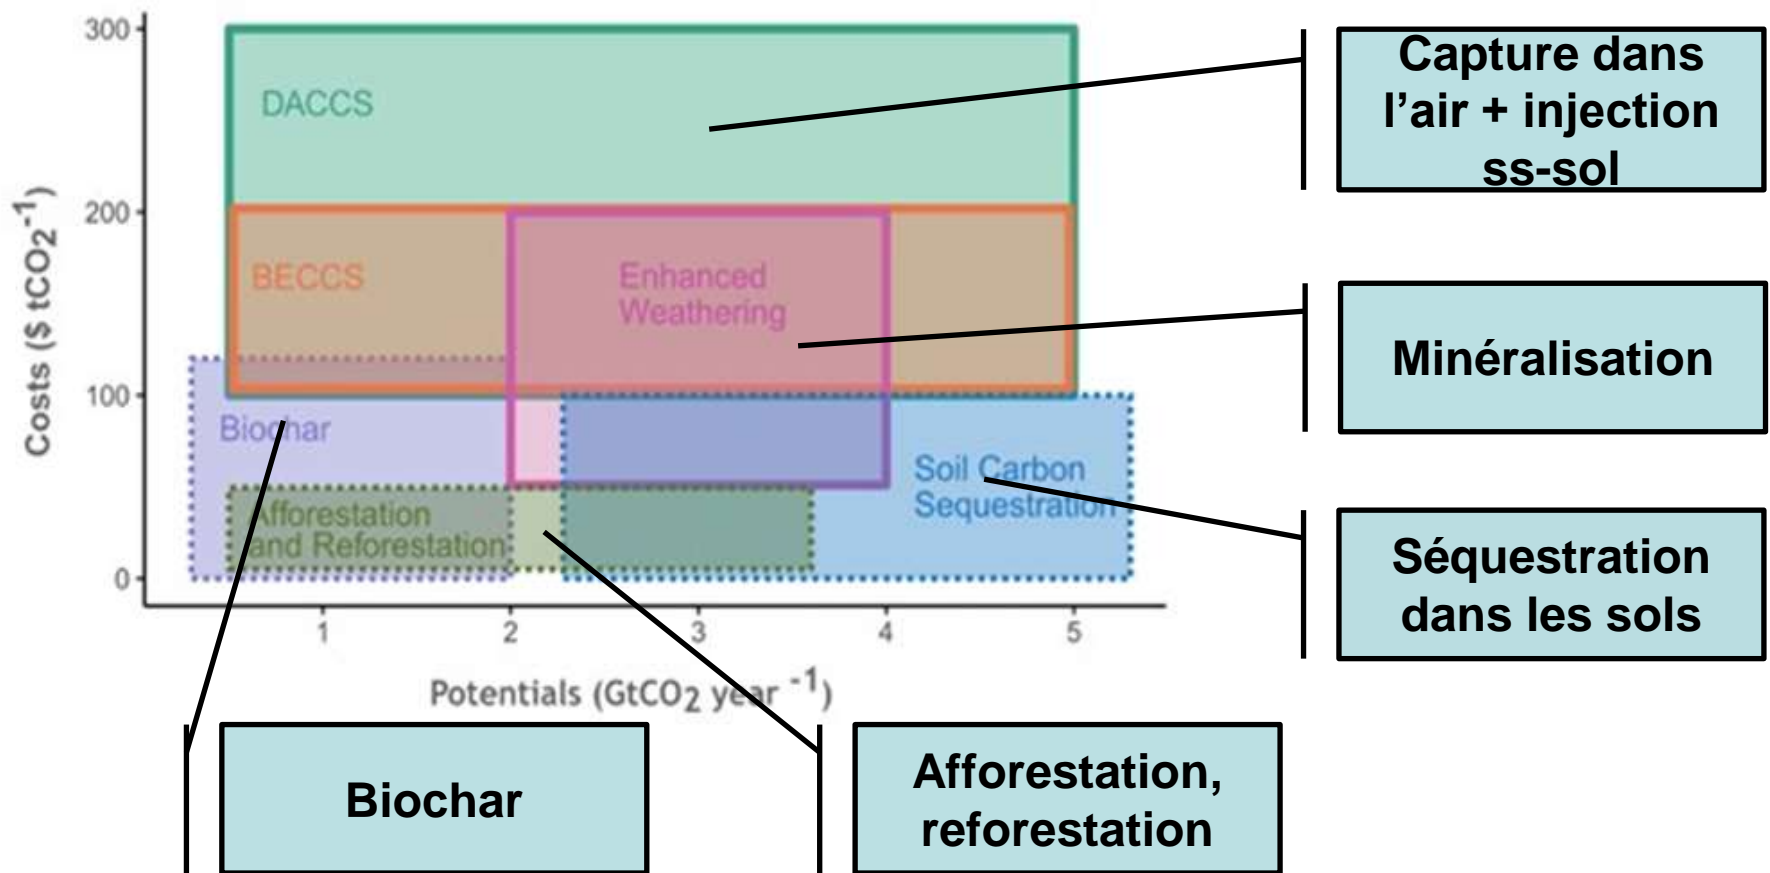 300
200
100
0
Costs ($ tCO2-1)
DACCS
BECCS
Enhanced
Weathering
Biochar
Afforestation
and Reforestation
Soil Carbon
Sequestration
1
2
3
4
5
Potentials (GtCO2 year -1)
Capture dans
l’air + injection
ss-sol
Minéralisation
Séquestration
dans les sols
Biochar
Afforestation,
reforestation